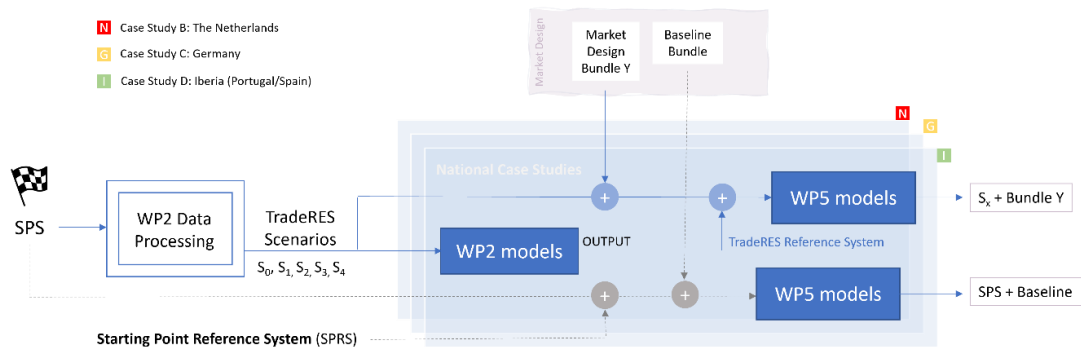 N Case Study B: The Netherlands
G Case Study C: Germany
I Case Study D: Iberia (Portugal/Spain)
Market Design
Market
Design
Bundle Y
Baseline
Bundle
N
G
I
National Case Studies
SPS
WP2 Data
Processing
TradeRES
Scenarios
S0, S1, S2, S3, S4
WP2 models
OUTPUT
+
+
WP5 models
TradeRES Reference System
Sx + Bundle Y
+
+
WP5 models
SPS + Baseline
Starting Point Reference System (SPRS)